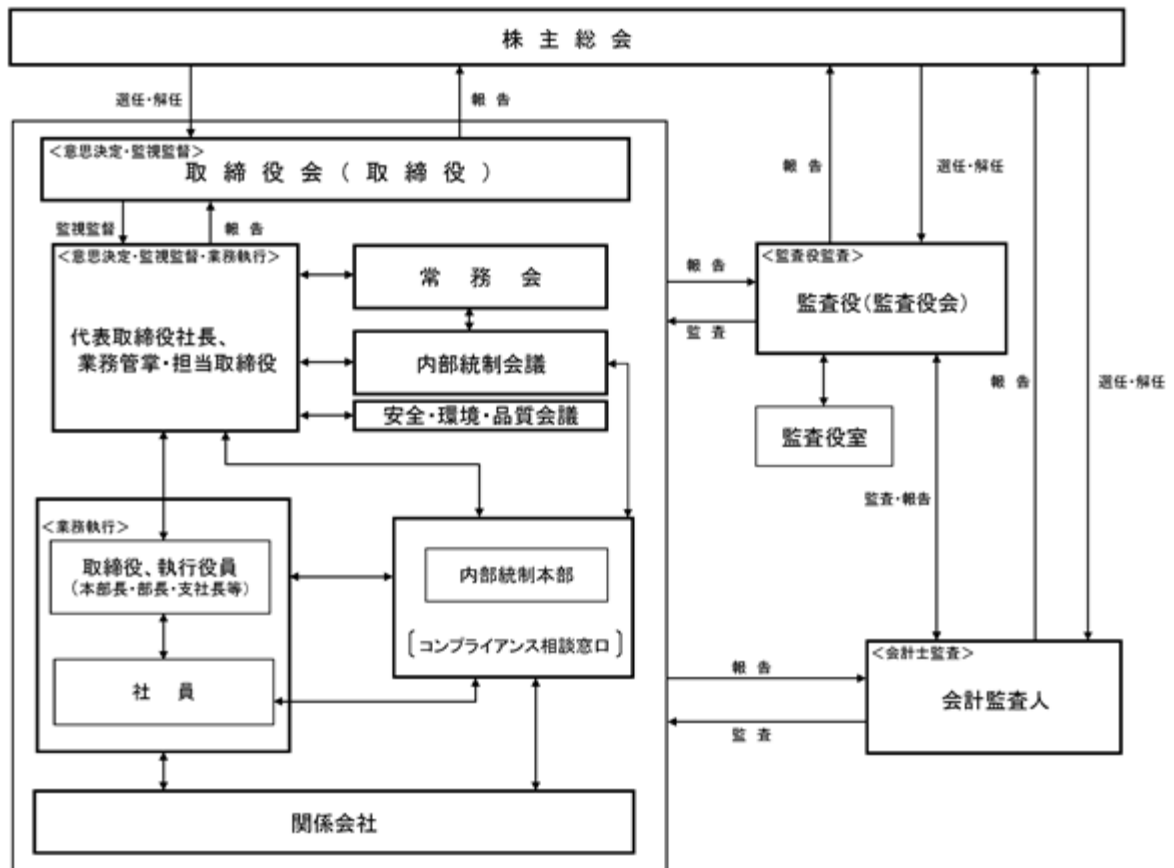 株主総会
選任・解任
報告
<意思決定・監視監督>
取締役会(取締役)
監視監督
報告
<意思決定・監視監督・業務執行>
代表取締役社長、
業務管掌・担当取締役
常務会
内部統制会議
安全・環境・品質会議
<業務執行>
取締役、執行役員
(本部長・部長・支社長等)
社員
内部統制本部
〔コンプライアンス相談窓口〕
関係会社
報告
選任・解任
報告
監査
<監査役監査>
監査役(監査役会)
監査役室
報告
選任・解任
監査・報告
報告
監査
<会計士監査>
会計監査人